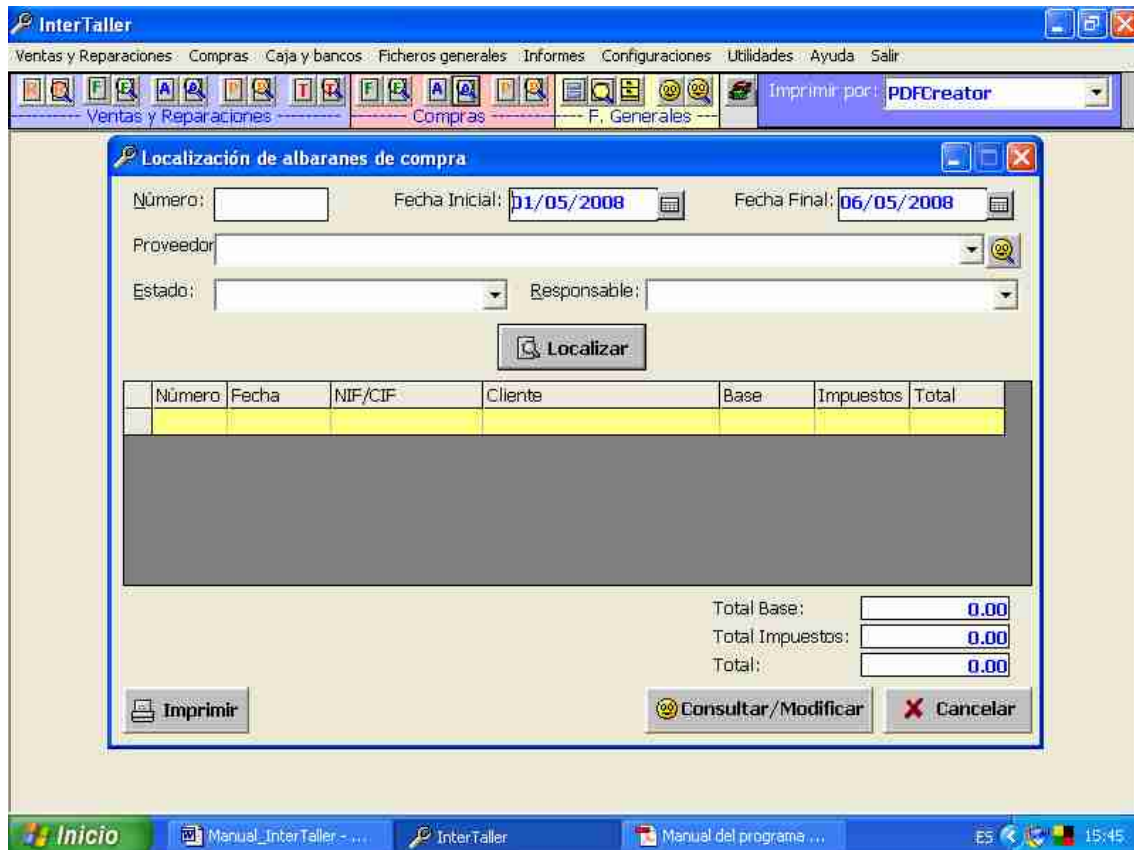 InterTaller
Ventas y Reparaciones Compras Caja y bancos Ficheros generales Informes Configuraciones Utilidades Ayuda Salir
R F E A A P P T T F E A A P Imprimir por: PDFCreator
--------- Ventas y Reparaciones --------- -------- Compras -------- --- F. Generales ---
Localización de albaranes de compra
Número: Fecha Inicial: 01/05/2008 Fecha Final: 06/05/2008
Proveedor
Estado: Responsable:
Localizar
Número Fecha NIF/CIF Cliente Base Impuestos Total
Total Base: 0.00
Total Impuestos: 0.00
Total: 0.00
Imprimir Consultar/Modificar Cancelar
Inicio Manual_InterTaller - ... InterTaller Manual del programa ... ES 15:45